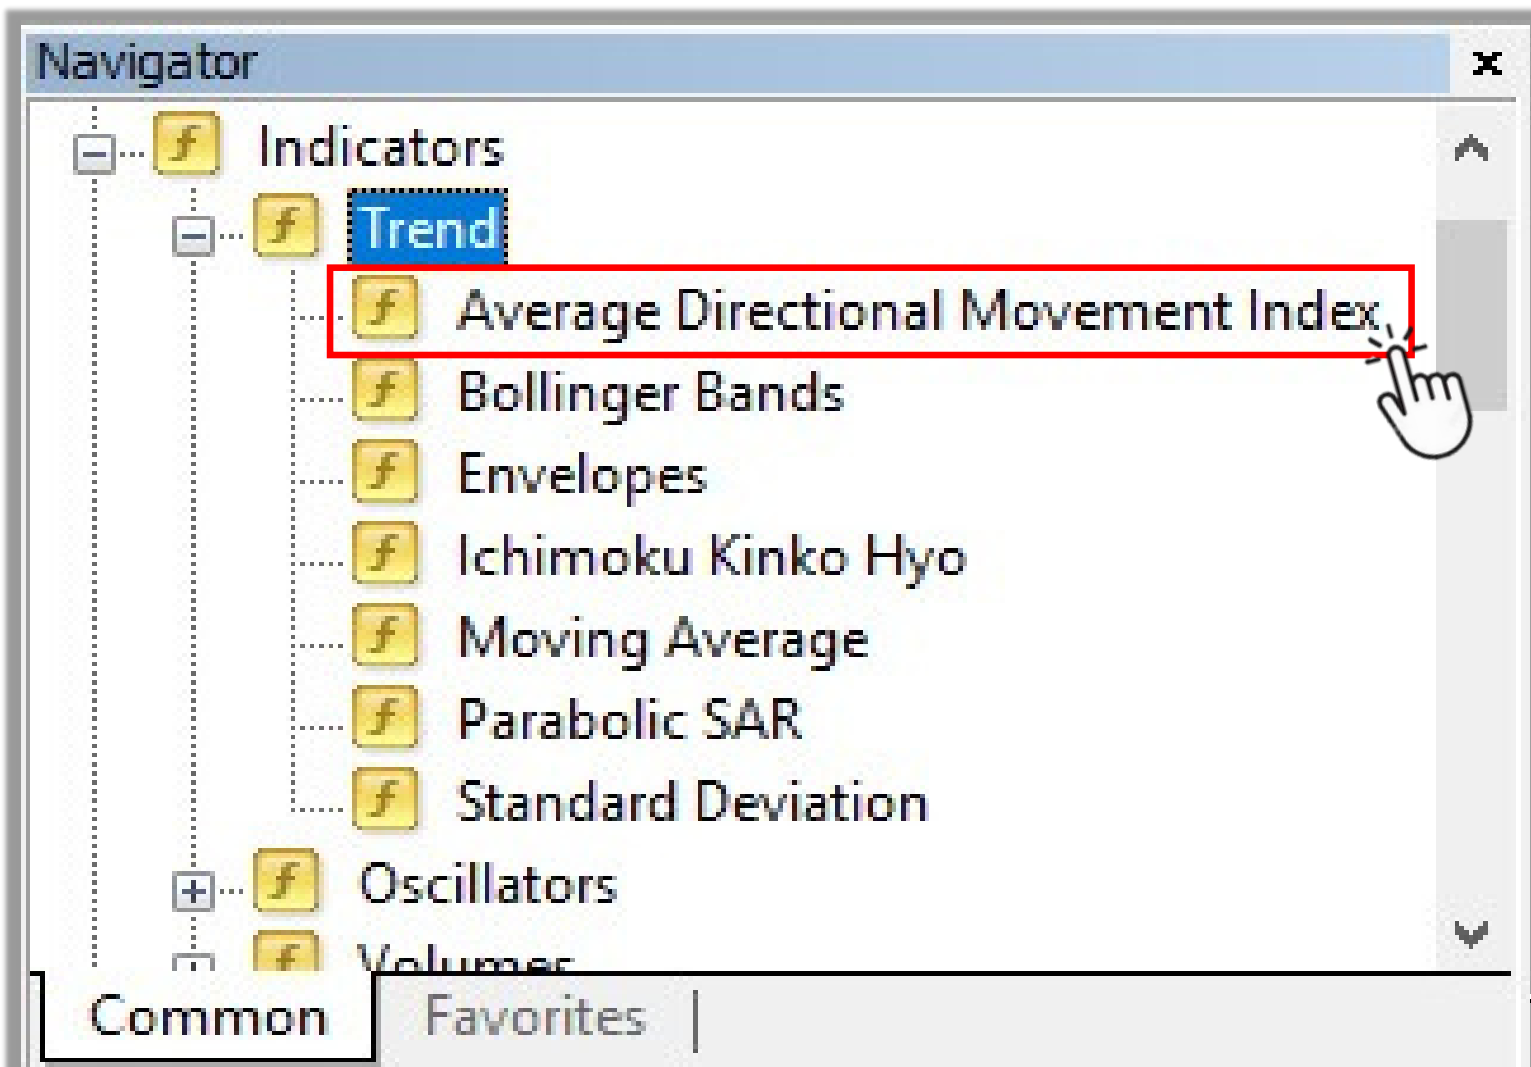 Navigator
Indicators
Trend
Average Directional Movement Index
Bollinger Bands
Envelopes
Ichimoku Kinko Hyo
Moving Average
Parabolic SAR
Standard Deviation
Oscillators
Volumes
Common
Favorites